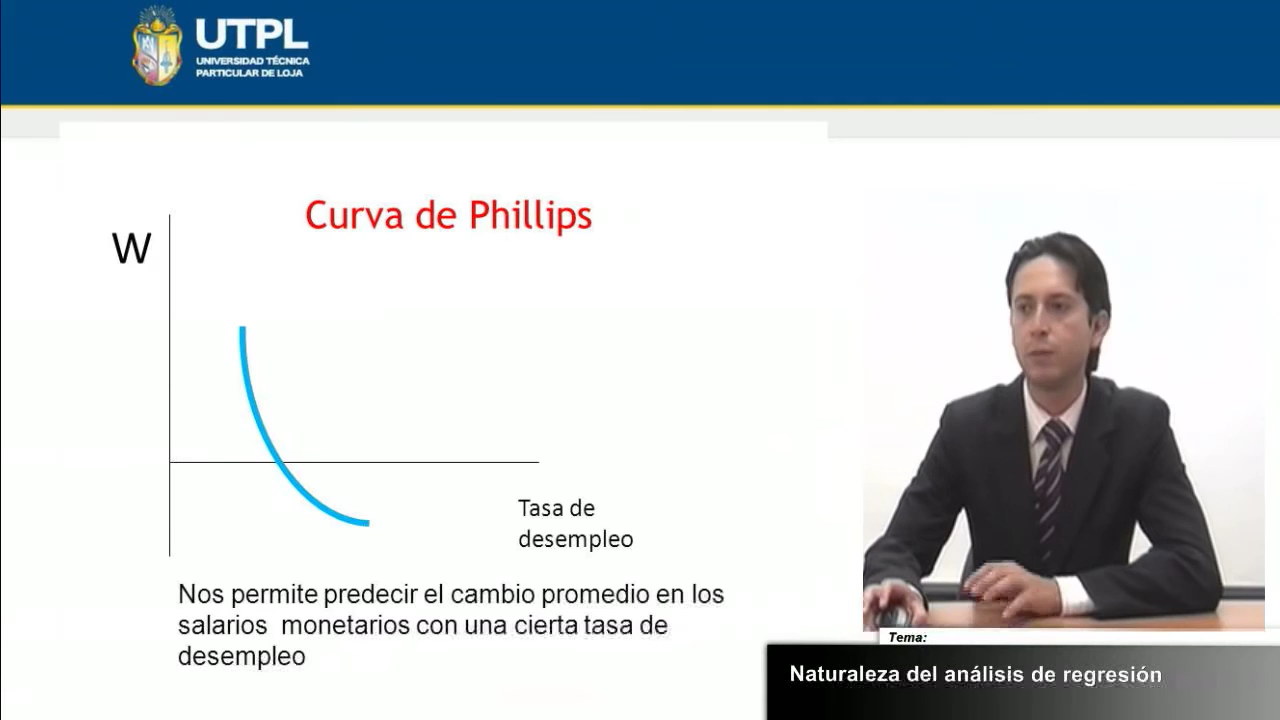 UTPL
UNIVERSIDAD TÉCNICA
PARTICULAR DE LOJA
Curva de Phillips
W
Tasa de
desempleo
Nos permite predecir el cambio promedio en los
salarios monetarios con una cierta tasa de
desempleo
Tema:
Naturaleza del análisis de regresión